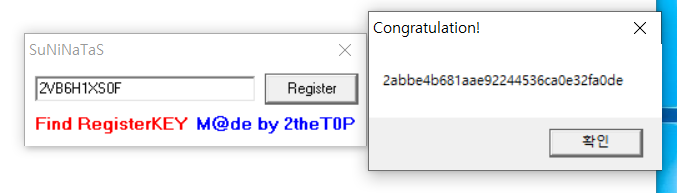 SuNiNaTaS
2VB6H1XS0F
Register
Find RegisterKEY M@de by 2theT0P
Congratulation!
2abbe4b681aae92244536ca0e32fa0de
확인